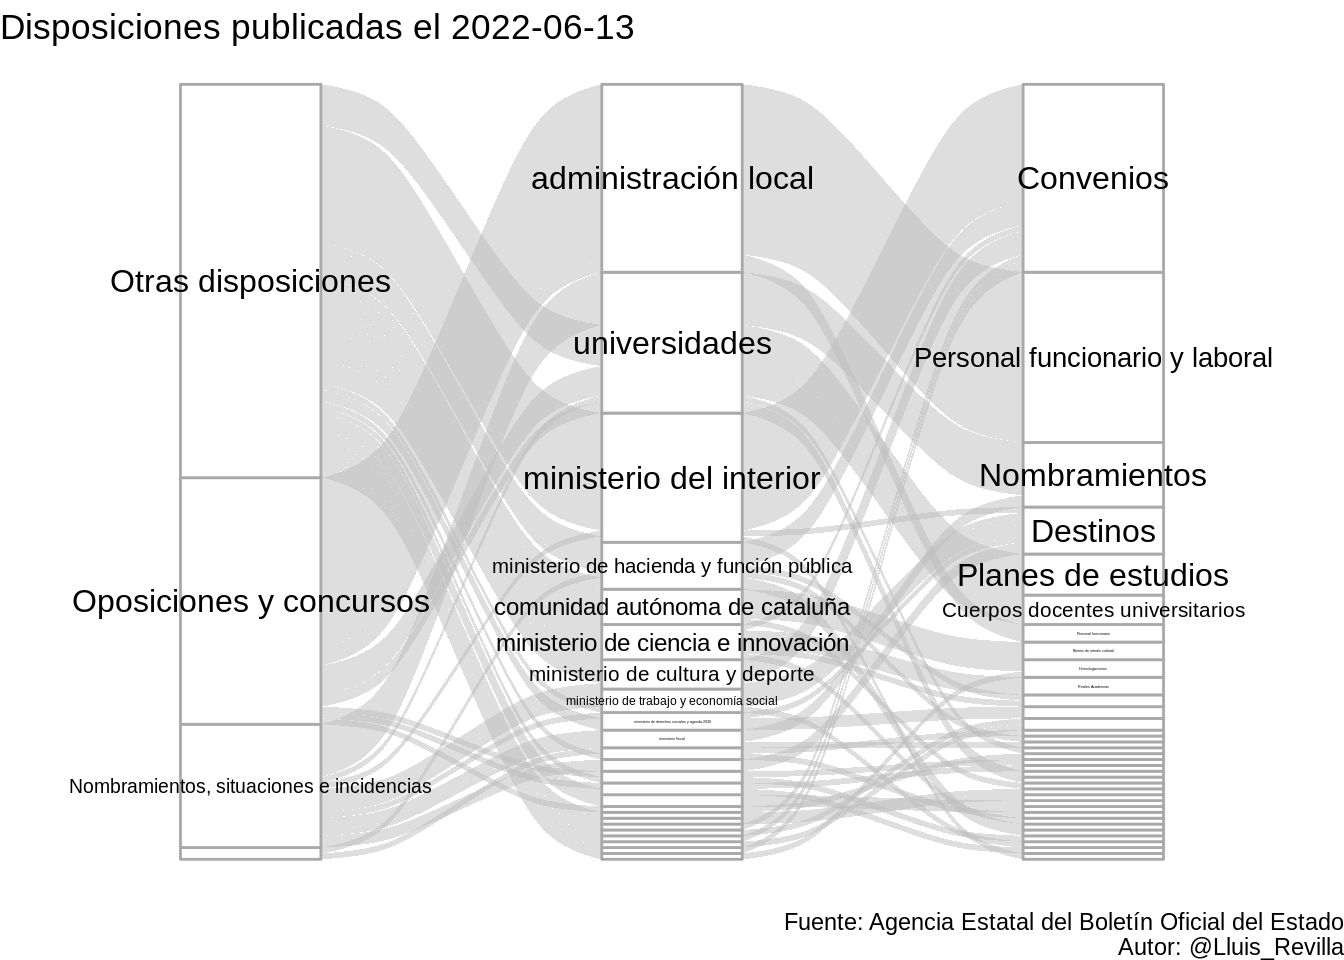 Disposiciones publicadas el 2022-06-13
Otras disposiciones
Oposiciones y concursos
Nombramientos, situaciones e incidencias
administración local
universidades
ministerio del interior
ministerio de hacienda y función pública
comunidad autónoma de cataluña
ministerio de ciencia e innovación
ministerio de cultura y deporte
ministerio de trabajo y economía social
ministerio de derechos sociales y agenda 2030
ministerio fiscal
Convenios
Personal funcionario y laboral
Nombramientos
Destinos
Planes de estudios
Cuerpos docentes universitarios
Personal funcionario
Bienes de interés cultural
Homologaciones
Reales Academias
Fuente: Agencia Estatal del Boletín Oficial del Estado
Autor: @Lluis_Revilla